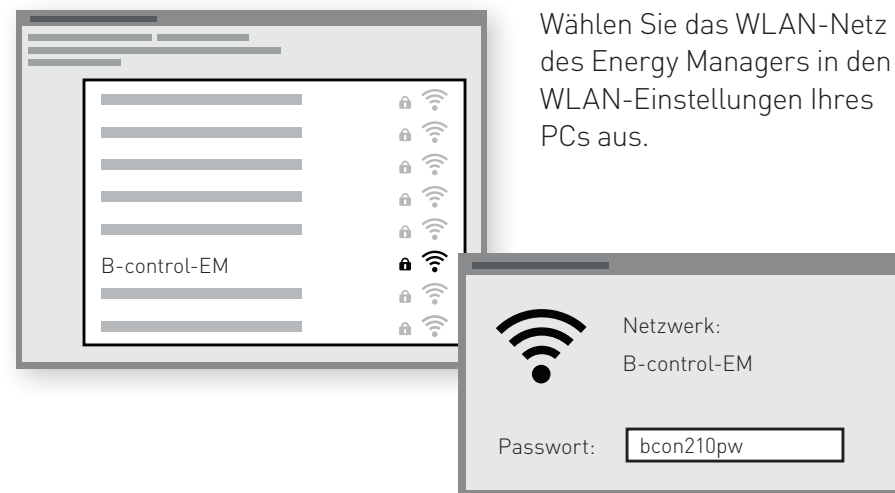 Wählen Sie das WLAN-Netz
des Energy Managers in den
WLAN-Einstellungen Ihres
PCs aus.
B-control-EM
Netzwerk:
B-control-EM
Passwort: bcon210pw